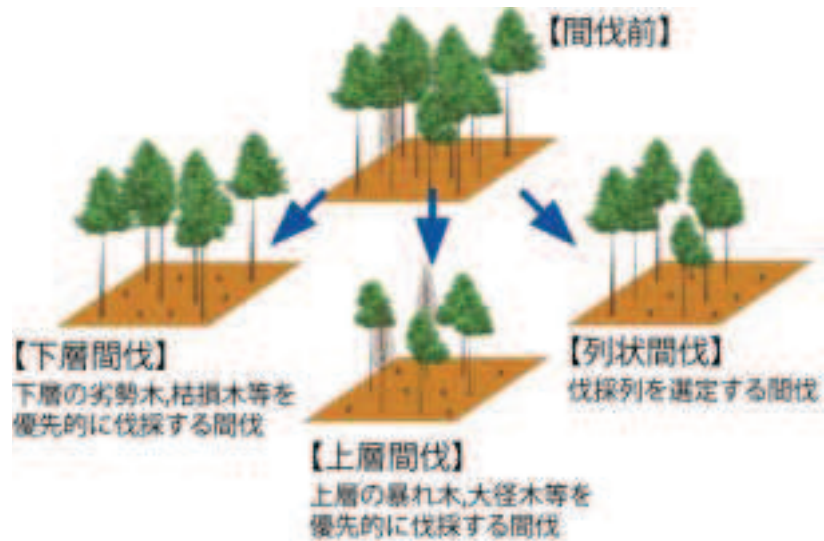 【間伐前】
【下層間伐】
下層の劣勢木,枯損木等を
優先的に伐採する間伐
【上層間伐】
上層の暴れ木,大径木等を
優先的に伐採する間伐
【列状間伐】
伐採列を選定する間伐